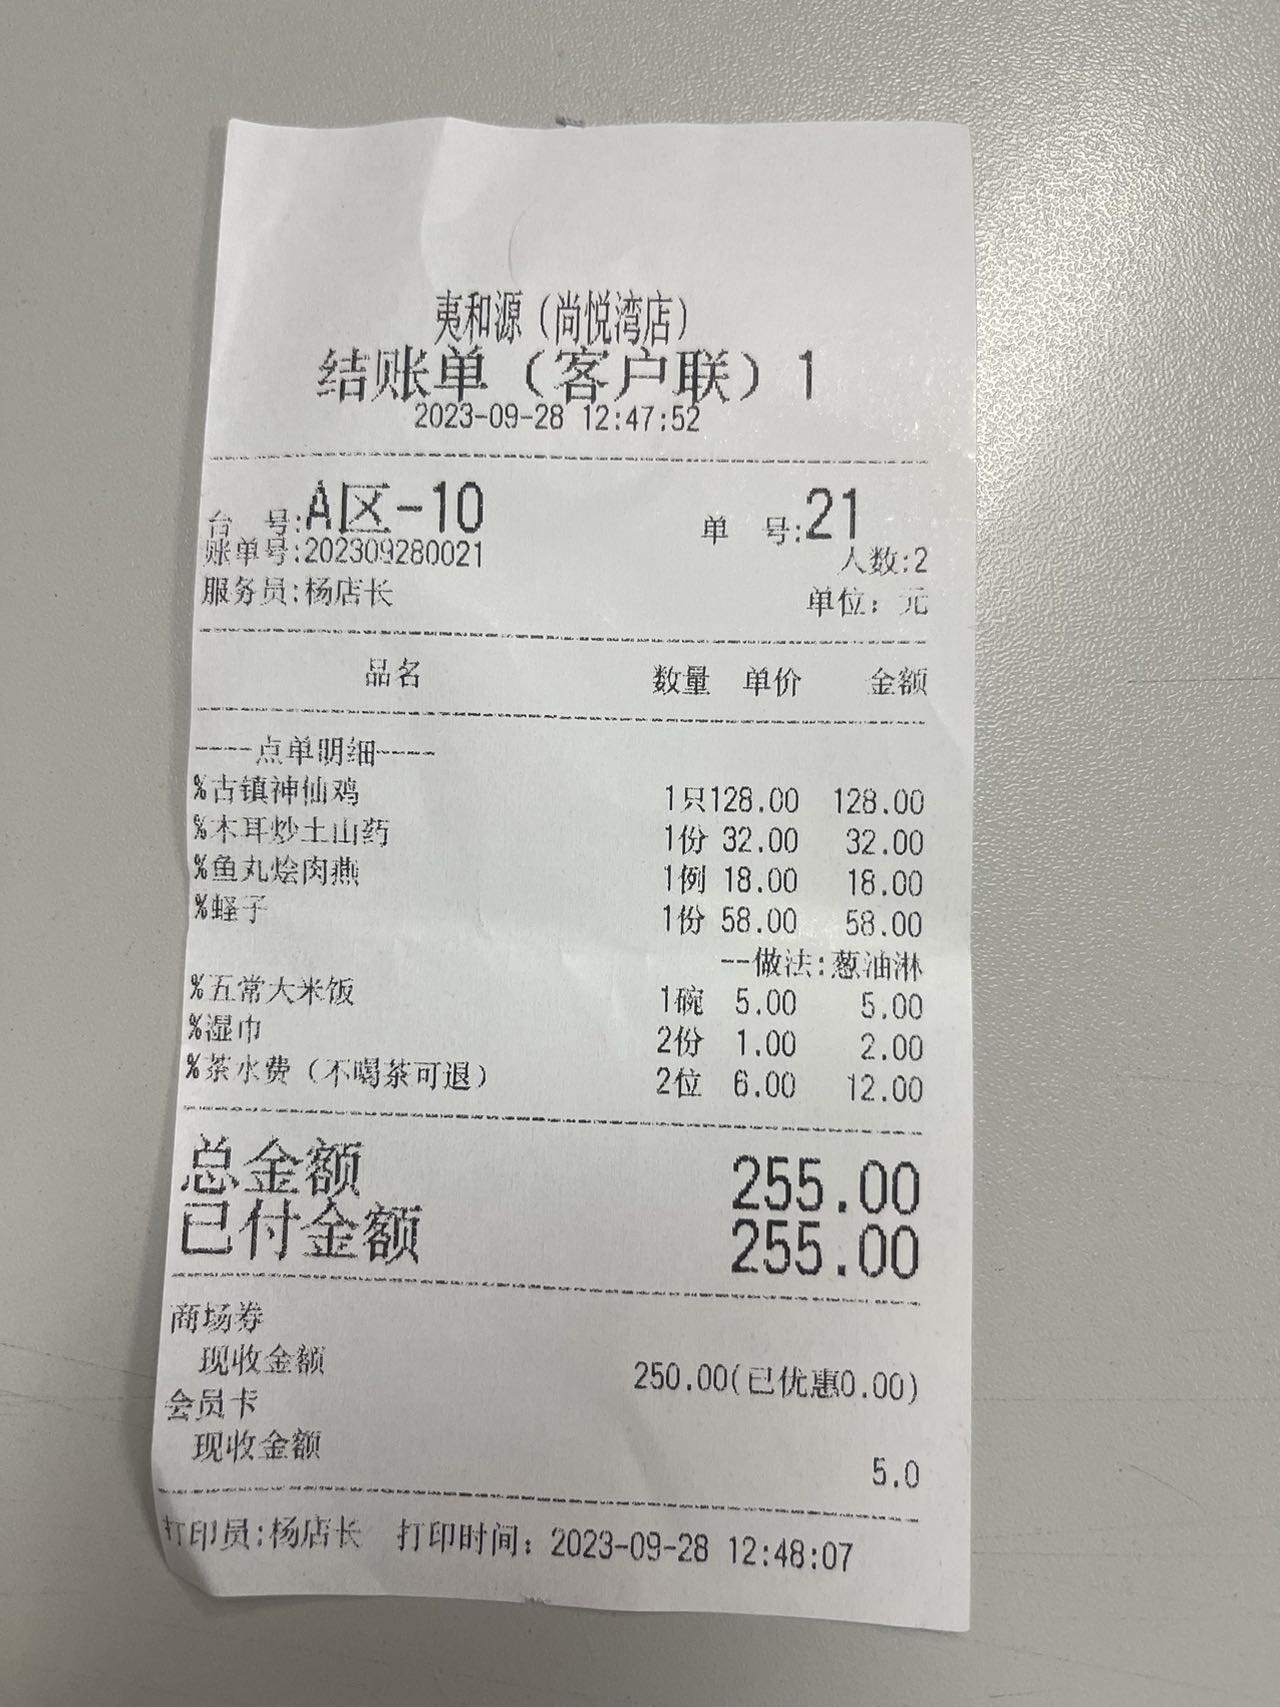 夷和源（尚悦湾店）
结账单（客户联）1
2023-09-28 12:47:52
台 号:A区-10 单 号:21
账单号:202309280021 人数:2
服务员:杨店长 单位：元
品名 数量 单价 金额
----点单明细----
%古镇神仙鸡 1只128.00 128.00
%木耳炒土山药 1份 32.00 32.00
%鱼丸烩肉燕 1例 18.00 18.00
%蛏子 1份 58.00 58.00
--做法:葱油淋
%五常大米饭 1碗 5.00 5.00
%湿巾 2份 1.00 2.00
%茶水费（不喝茶可退） 2位 6.00 12.00
总金额 255.00
已付金额 255.00
商场券
现收金额 250.00(已优惠0.00)
会员卡
现收金额 5.0
打印员:杨店长 打印时间：2023-09-28 12:48:07